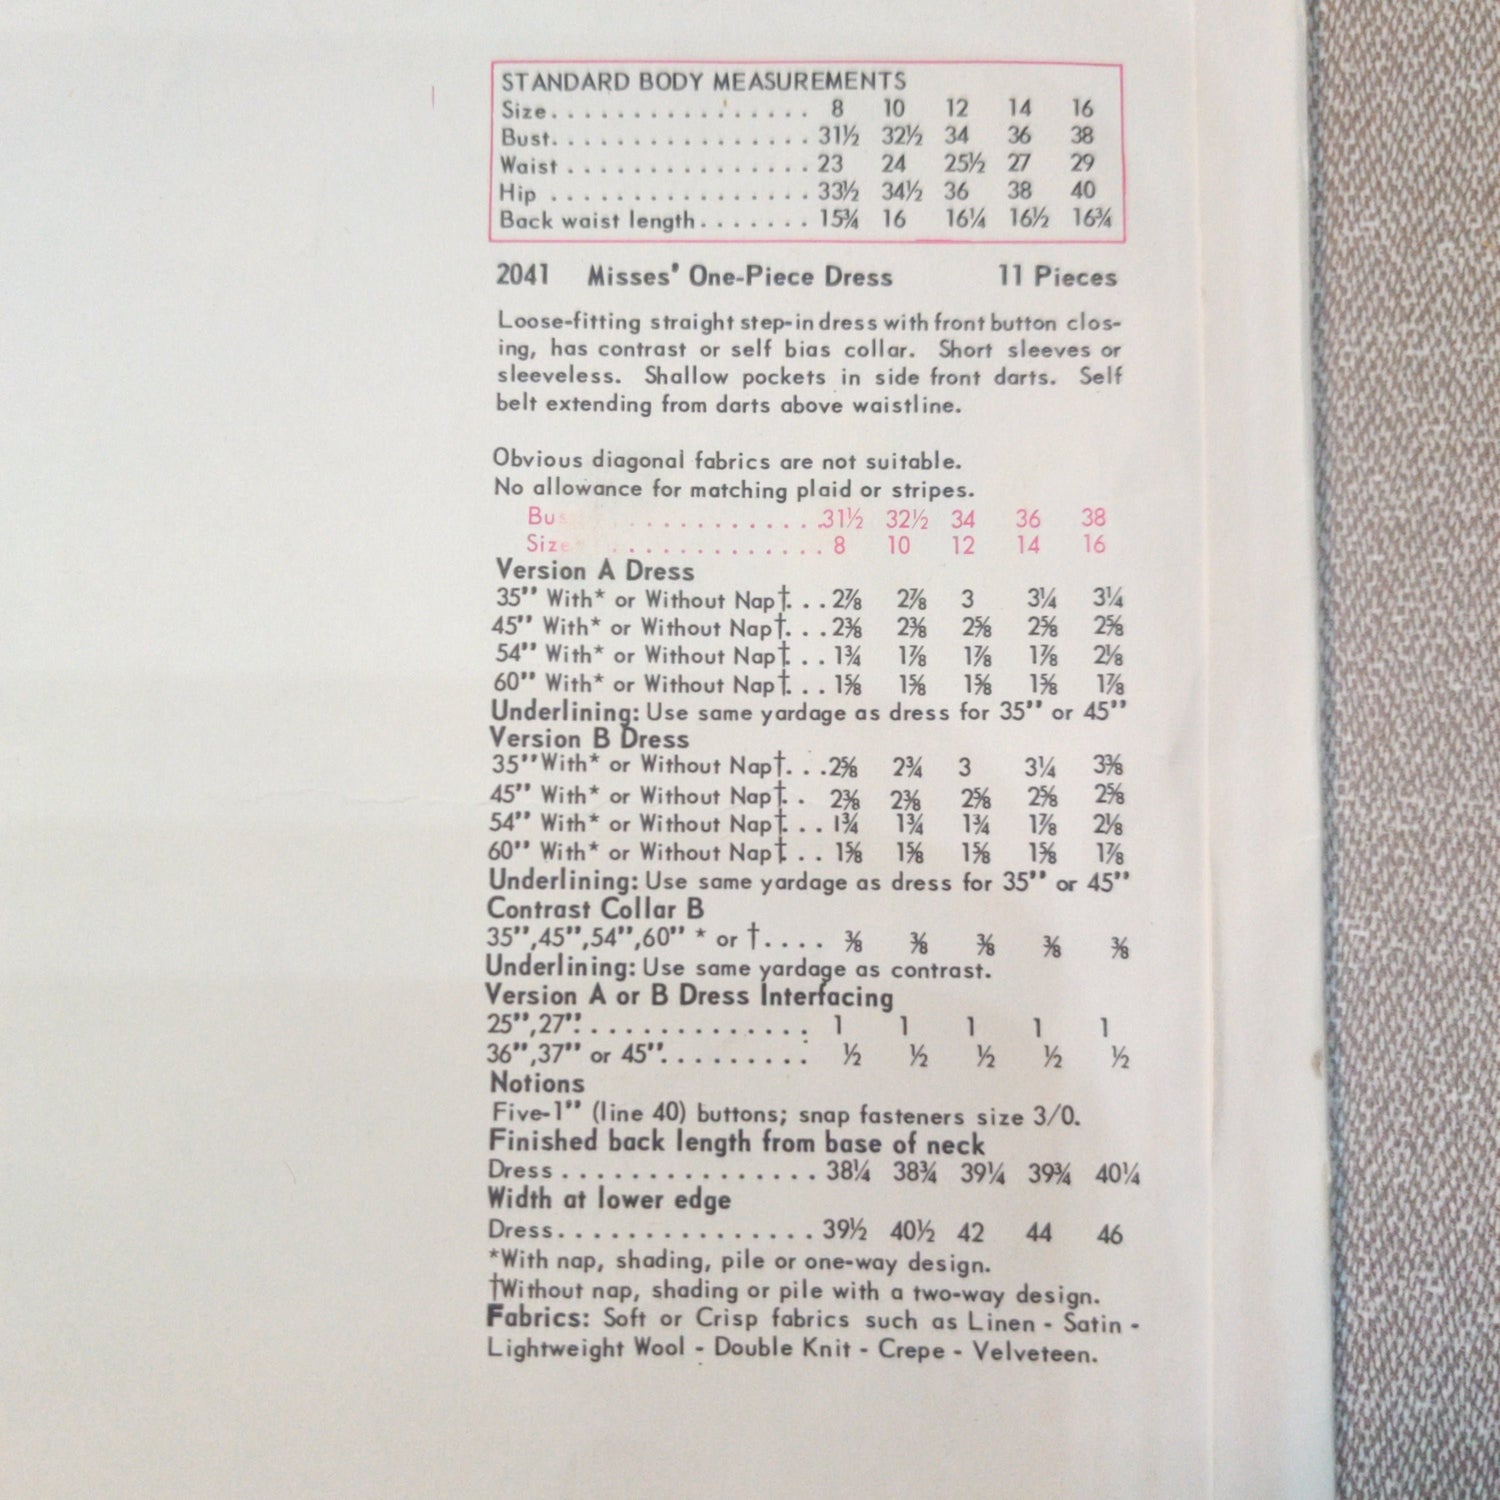 STANDARD BODY MEASUREMENTS
Size................ 8 10 12 14 16
Bust................ 31½ 32½ 34 36 38
Waist ............... 23 24 25½ 27 29
Hip ................ 33½ 34½ 36 38 40
Back waist length....... 15¾ 16 16¼ 16½ 16¾
2041 Misses' One-Piece Dress 11 Pieces
Loose-fitting straight step-in dress with front button clos-
ing, has contrast or self bias collar. Short sleeves or
sleeveless. Shallow pockets in side front darts. Self
belt extending from darts above waistline.
Obvious diagonal fabrics are not suitable.
No allowance for matching plaid or stripes.
Bus ............. 31½ 32½ 34 36 38
Size .............. 8 10 12 14 16
Version A Dress
35" With* or Without Nap†. . . 2⅞ 2⅞ 3 3¼ 3¼
45" With* or Without Nap†. . . 2⅜ 2⅜ 2⅝ 2⅝ 2⅝
54" With* or Without Nap†. . . 1¾ 1⅞ 1⅞ 1⅞ 2⅛
60" With* or Without Nap†. . . 1⅝ 1⅝ 1⅝ 1⅝ 1⅞
Underlining: Use same yardage as dress for 35" or 45"
Version B Dress
35" With* or Without Nap†. . . 2⅝ 2¾ 3 3¼ 3⅜
45" With* or Without Nap†. . 2⅜ 2⅜ 2⅝ 2⅝ 2⅝
54" With* or Without Nap†. . . 1¾ 1¾ 1¾ 1⅞ 2⅛
60" With* or Without Nap†. . . 1⅝ 1⅝ 1⅝ 1⅝ 1⅞
Underlining: Use same yardage as dress for 35" or 45"
Contrast Collar B
35",45",54",60" * or †.... ⅜ ⅜ ⅜ ⅜ ⅜
Underlining: Use same yardage as contrast.
Version A or B Dress Interfacing
25",27".............. 1 1 1 1 1
36",37" or 45".......... ½ ½ ½ ½ ½
Notions
Five-1" (line 40) buttons; snap fasteners size 3/0.
Finished back length from base of neck
Dress ............... 38¼ 38¾ 39¼ 39¾ 40¼
Width at lower edge
Dress............... 39½ 40½ 42 44 46
*With nap, shading, pile or one-way design.
†Without nap, shading or pile with a two-way design.
Fabrics: Soft or Crisp fabrics such as Linen - Satin -
Lightweight Wool - Double Knit - Crepe - Velveteen.